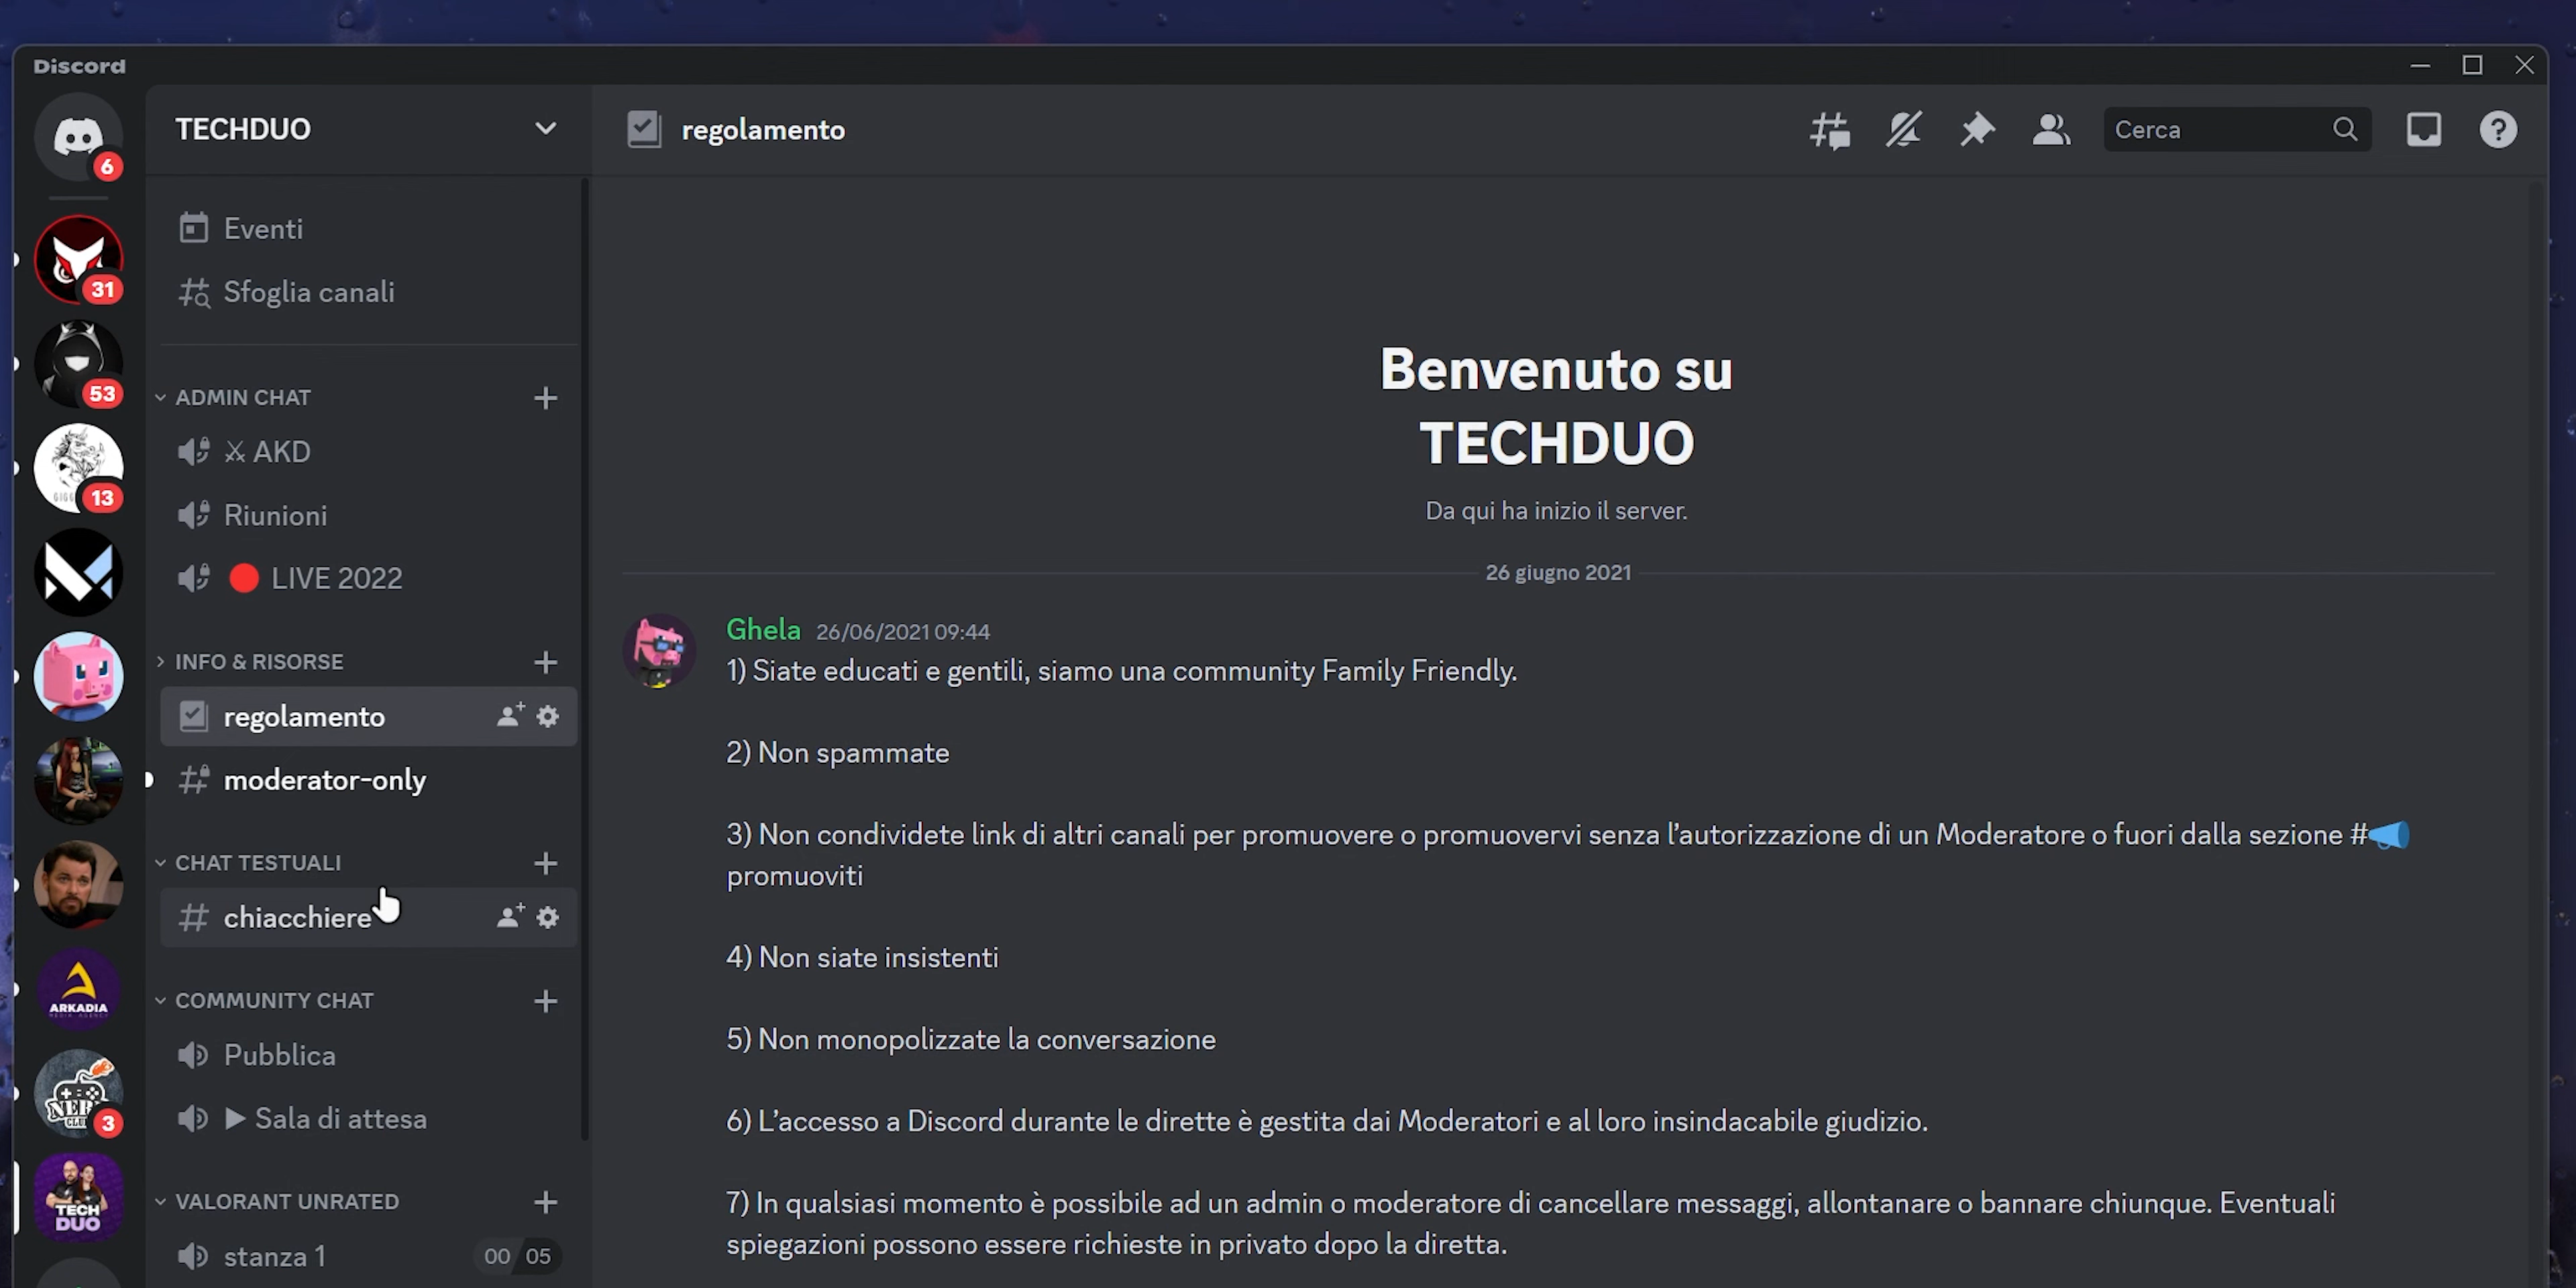 Discord
TECHDUO
6
Eventi
31
Sfoglia canali
53
ADMIN CHAT
AKD
13
Riunioni
LIVE 2022
INFO & RISORSE
regolamento
moderator-only
CHAT TESTUALI
chiacchiere
ARKADIA
MEDIA AGENCY
COMMUNITY CHAT
Pubblica
3
Sala di attesa
TECH
DUO
VALORANT UNRATED
stanza 1
00 05
regolamento
Cerca
Benvenuto su
TECHDUO
Da qui ha inizio il server.
26 giugno 2021
Ghela 26/06/2021 09:44
1) Siate educati e gentili, siamo una community Family Friendly.
2) Non spammate
3) Non condividete link di altri canali per promuovere o promuovervi senza l'autorizzazione di un Moderatore o fuori dalla sezione #📣
promuoviti
4) Non siate insistenti
5) Non monopolizzate la conversazione
6) L'accesso a Discord durante le dirette è gestita dai Moderatori e al loro insindacabile giudizio.
7) In qualsiasi momento è possibile ad un admin o moderatore di cancellare messaggi, allontanare o bannare chiunque. Eventuali
spiegazioni possono essere richieste in privato dopo la diretta.